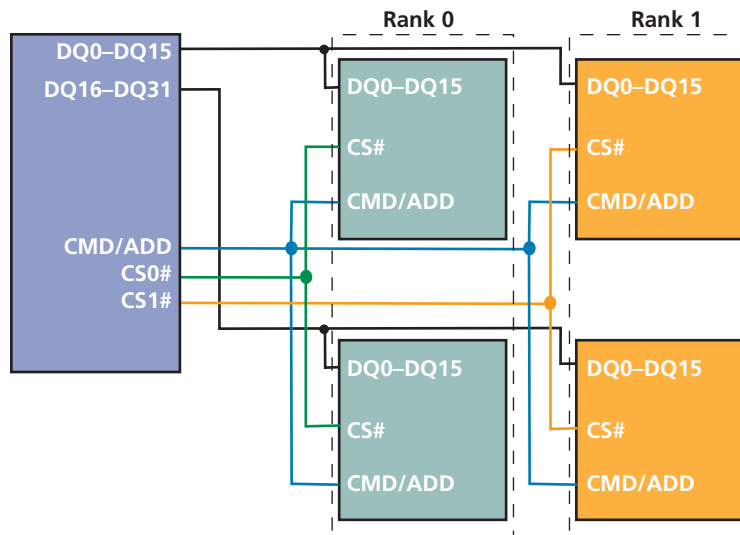 Rank 0
Rank 1
DQ0–DQ15
DQ16–DQ31
CMD/ADD
CS0#
CS1#
DQ0–DQ15
CS#
CMD/ADD
DQ0–DQ15
CS#
CMD/ADD
DQ0–DQ15
CS#
CMD/ADD
DQ0–DQ15
CS#
CMD/ADD